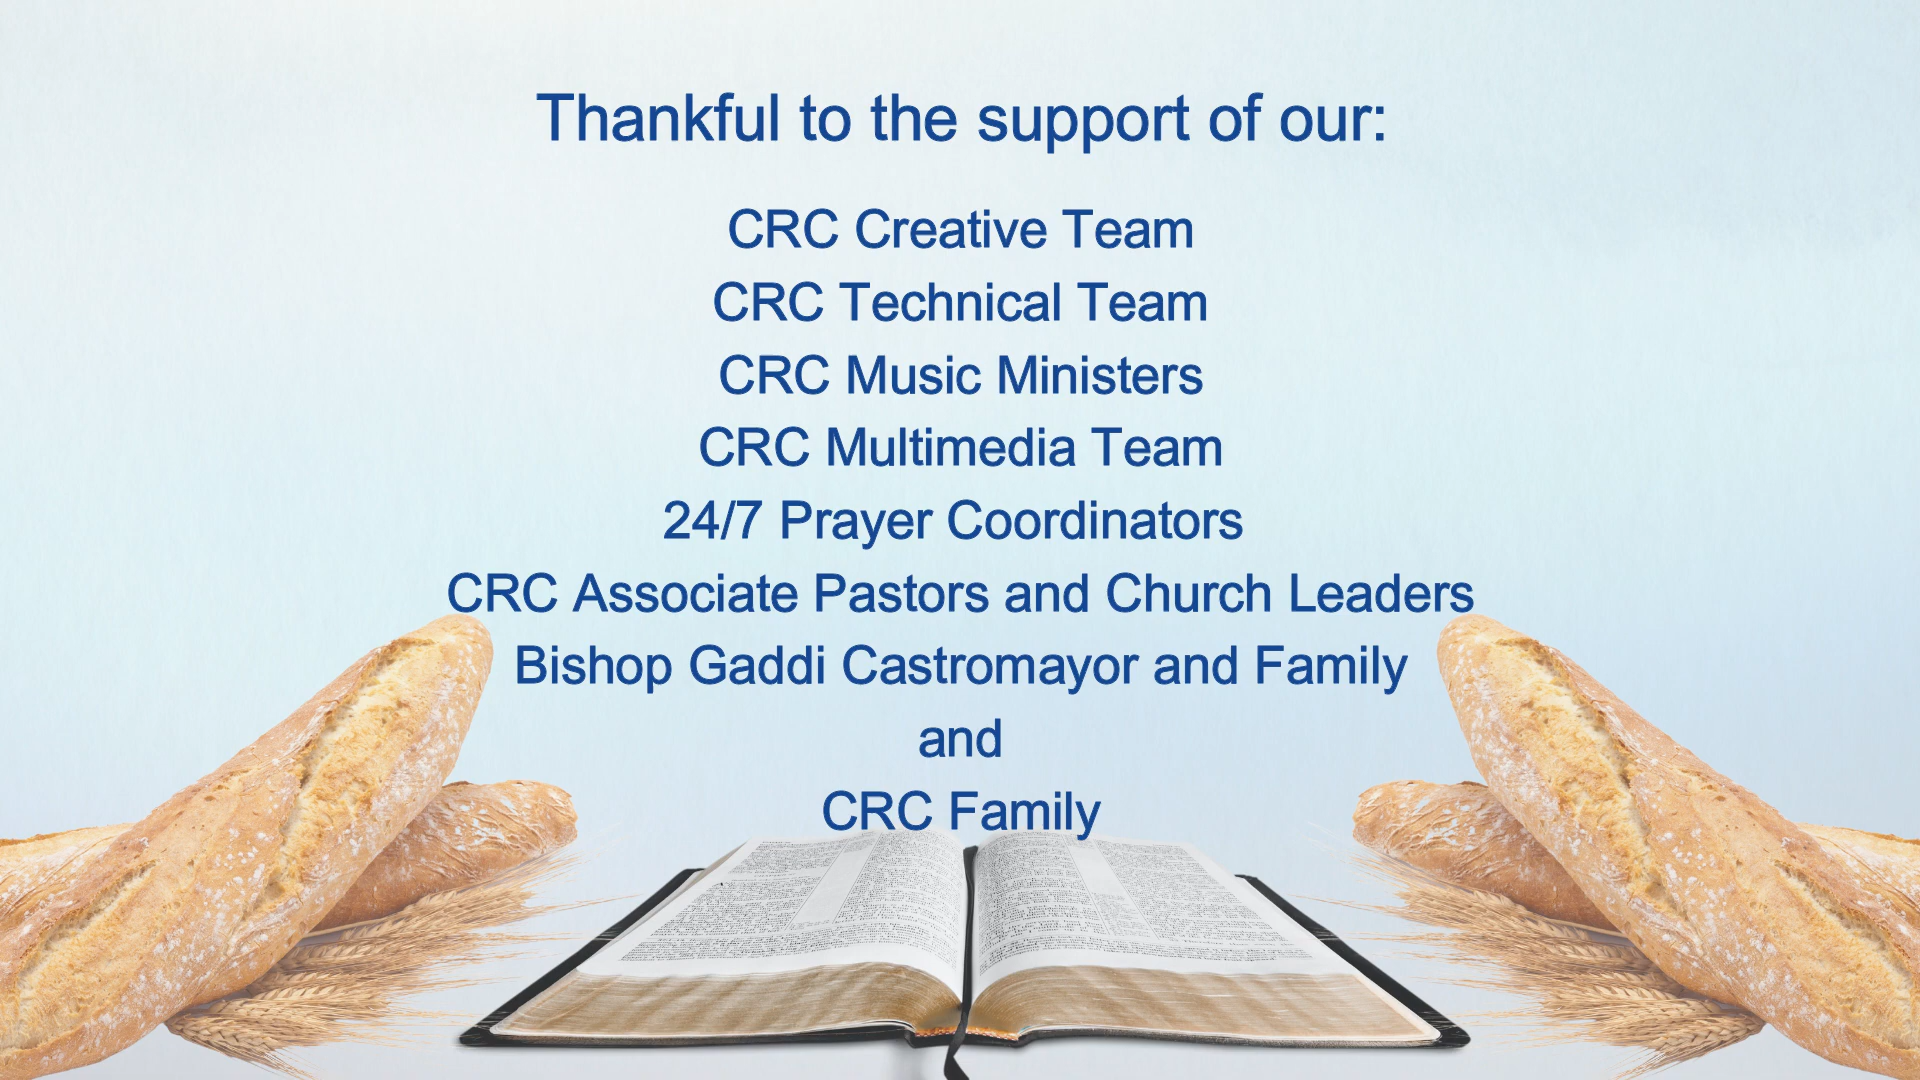 Thankful to the support of our:
CRC Creative Team
CRC Technical Team
CRC Music Ministers
CRC Multimedia Team
24/7 Prayer Coordinators
CRC Associate Pastors and Church Leaders
Bishop Gaddi Castromayor and Family
and
CRC Family